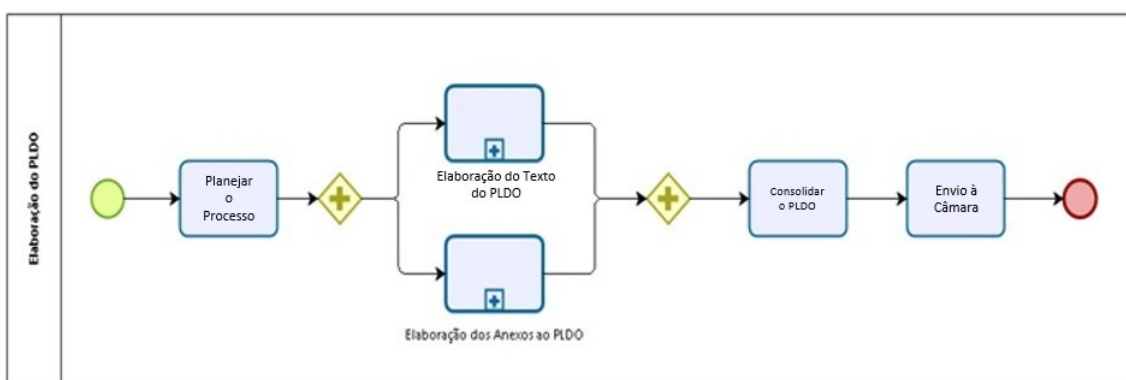 Elaboração do PLDO
Planejar
o
Processo
Elaboração do Texto
do PLDO
Elaboração dos Anexos ao PLDO
Consolidar
o PLDO
Envio à
Câmara